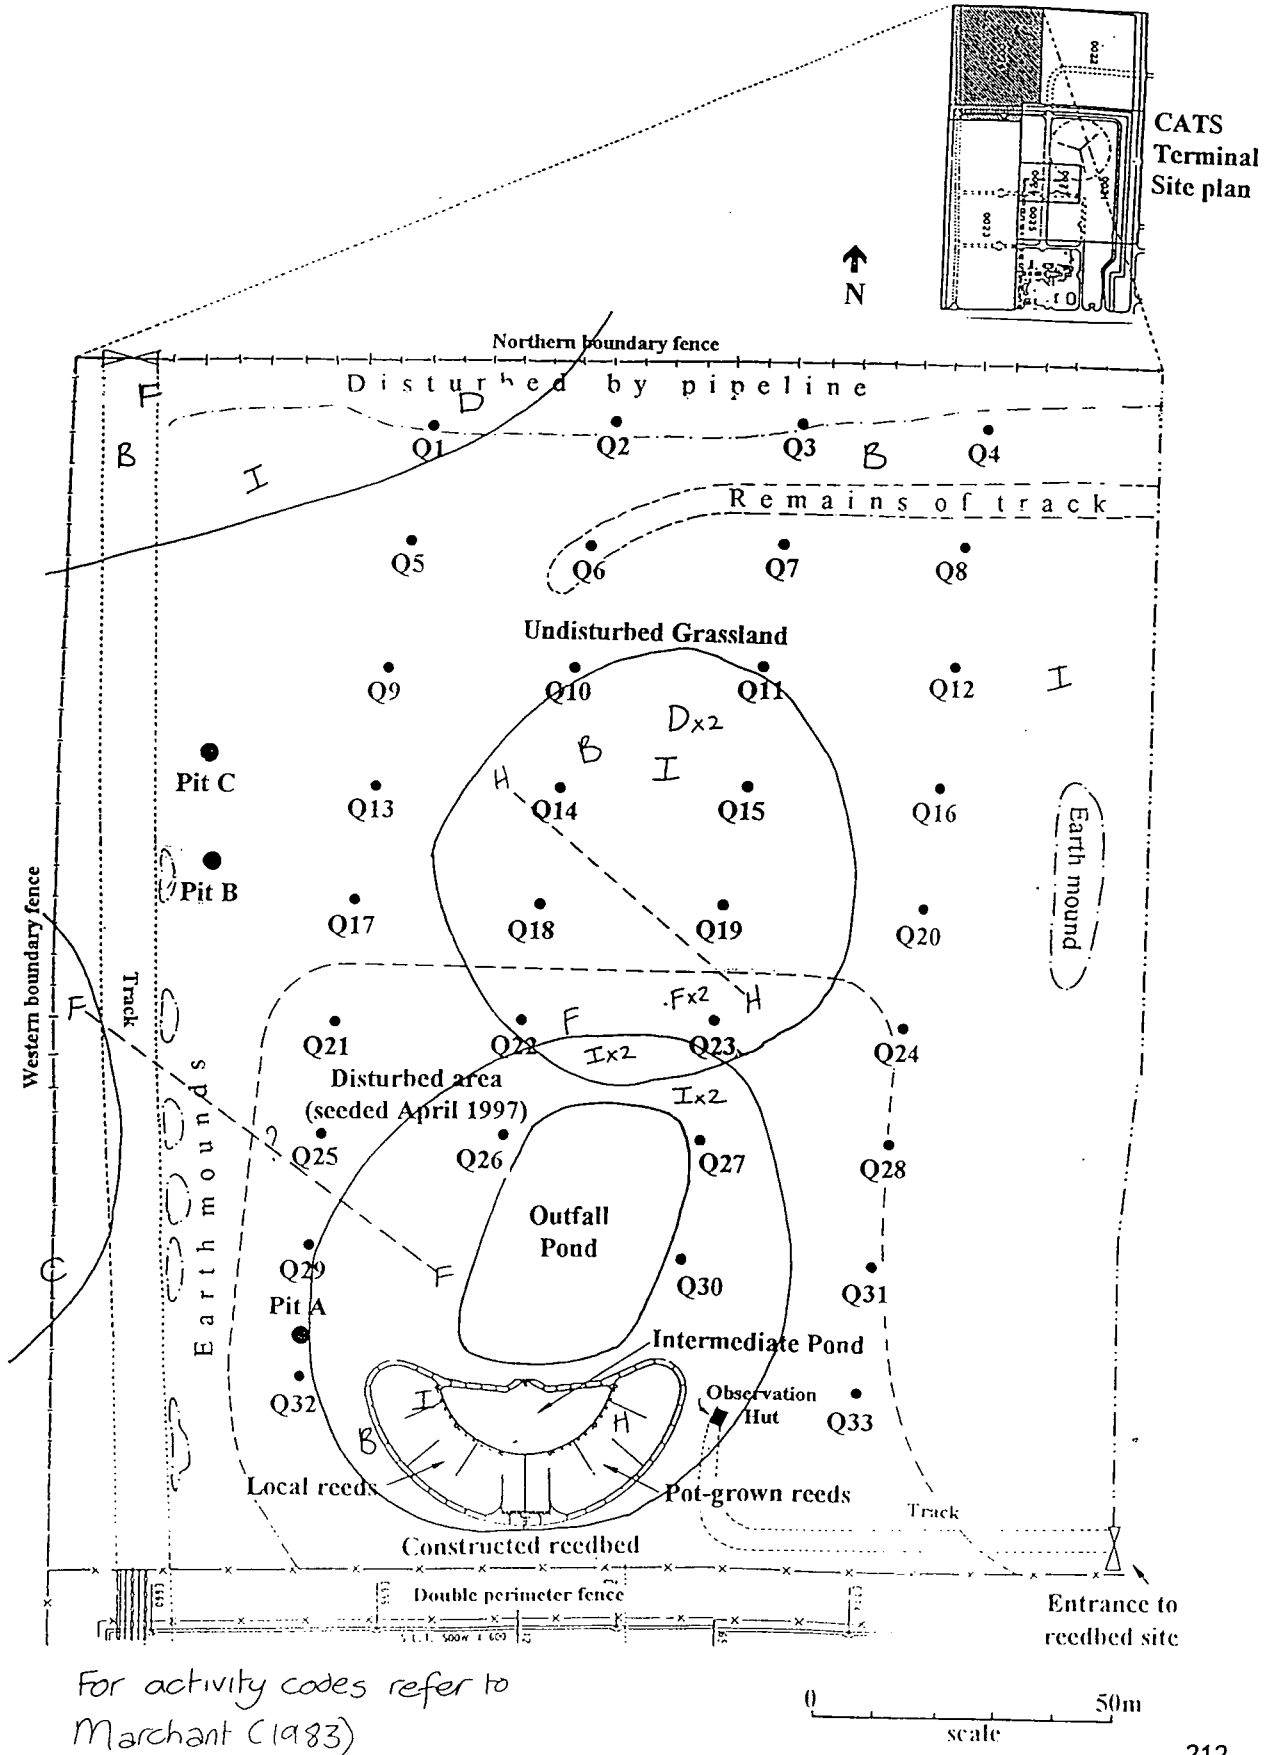 0022
CATS
Terminal
Site plan
0022
N
Northern boundary fence
Disturbed by pipeline
F
D
Q1
Q2
Q3
Q4
B
B
I
Remains of track
Q5
Q6
Q7
Q8
Undisturbed Grassland
Q9
Q10
Q11
Q12
I
Dx2
B
I
H
Pit C
Q13
Q14
Q15
Q16
Earth mound
Pit B
Western boundary fence
Q17
Q18
Q19
Q20
Track
F
Fx2
H
F
Q21
Q22
Q23
Q24
Ix2
Disturbed area
(seeded April 1997)
Ix2
Earth mounds
?
Q25
Q26
Q27
Q28
Outfall
Pond
C
Q29
F
Q30
Q31
Pit A
Intermediate Pond
Q32
I
H
Observation
Hut
Q33
B
Local reeds
Pot-grown reeds
Track
Constructed reedbed
Double perimeter fence
Entrance to
reedbed site
For activity codes refer to
Marchant (1983)
0
50m
scale
212